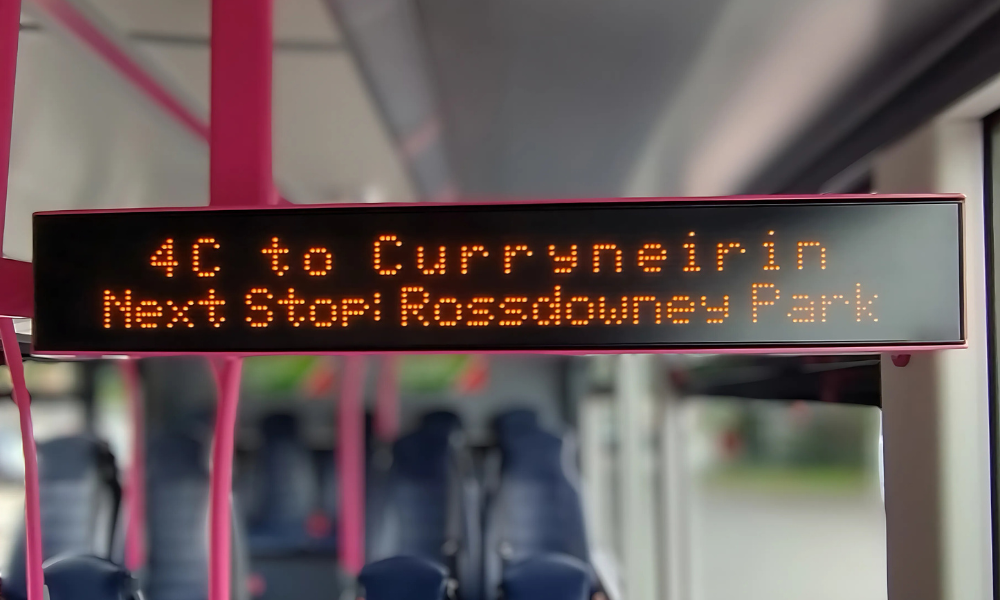 4C to Curryneirin
Next Stop: Rossdowney Park